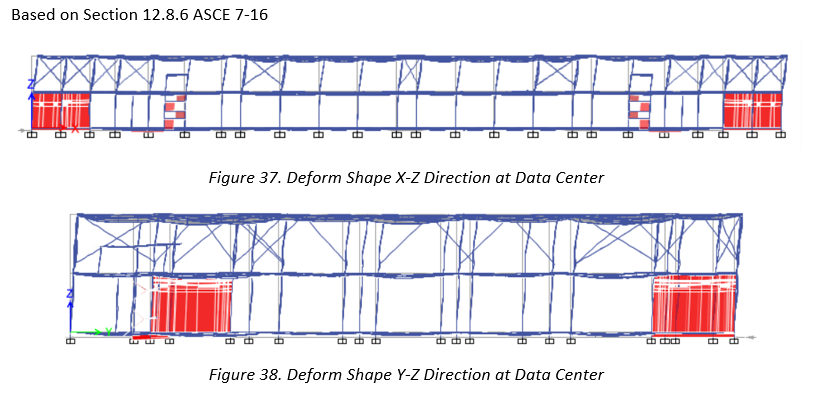 Based on Section 12.8.6 ASCE 7-16
Z
X
Figure 37. Deform Shape X-Z Direction at Data Center
Z
Y
Figure 38. Deform Shape Y-Z Direction at Data Center